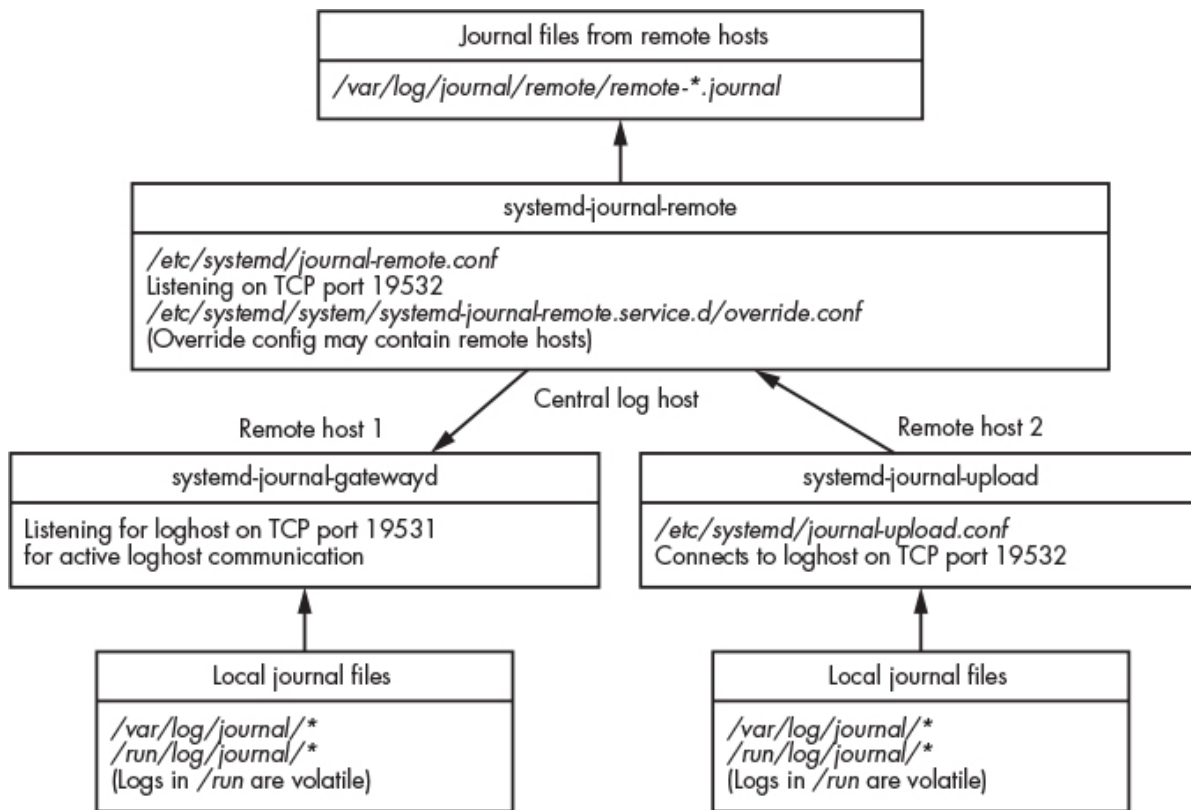 Journal files from remote hosts
/var/log/journal/remote/remote-*.journal
systemd-journal-remote
/etc/systemd/journal-remote.conf
Listening on TCP port 19532
/etc/systemd/system/systemd-journal-remote.service.d/override.conf
(Override config may contain remote hosts)
Central log host
Remote host 1
systemd-journal-gatewayd
Listening for loghost on TCP port 19531
for active loghost communication
Remote host 2
systemd-journal-upload
/etc/systemd/journal-upload.conf
Connects to loghost on TCP port 19532
Local journal files
/var/log/journal/*
/run/log/journal/*
(Logs in /run are volatile)
Local journal files
/var/log/journal/*
/run/log/journal/*
(Logs in /run are volatile)